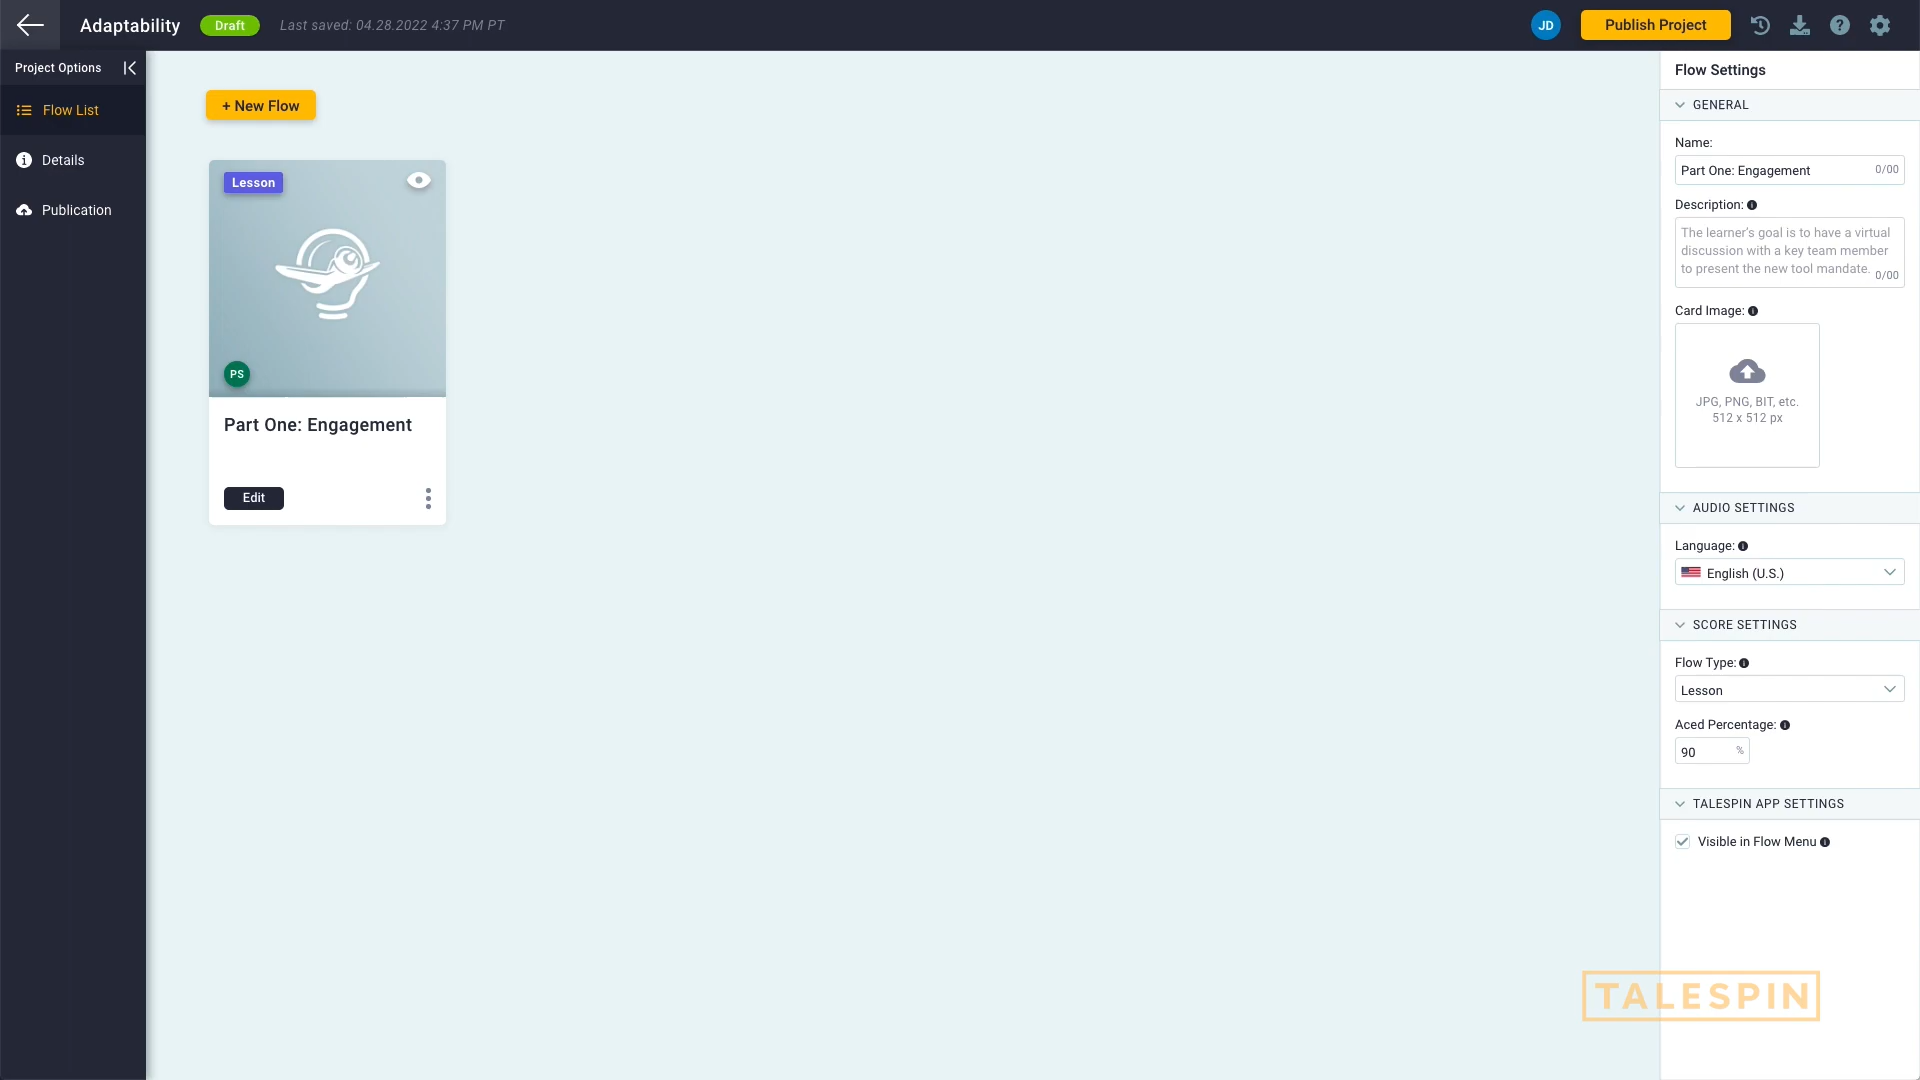 Adaptability
Draft
Last saved: 04.28.2022 4:37 PM PT
JD
Publish Project
?
Project Options
Flow List
Details
Publication
+ New Flow
Lesson
PS
Part One: Engagement
Edit
Flow Settings
GENERAL
Name:
Part One: Engagement 0/00
Description:
The learner's goal is to have a virtual
discussion with a key team member
to present the new tool mandate. 0/00
Card Image:
JPG, PNG, BIT, etc.
512 x 512 px
AUDIO SETTINGS
Language:
English (U.S.)
SCORE SETTINGS
Flow Type:
Lesson
Aced Percentage:
90 %
TALESPIN APP SETTINGS
Visible in Flow Menu
TALESPIN